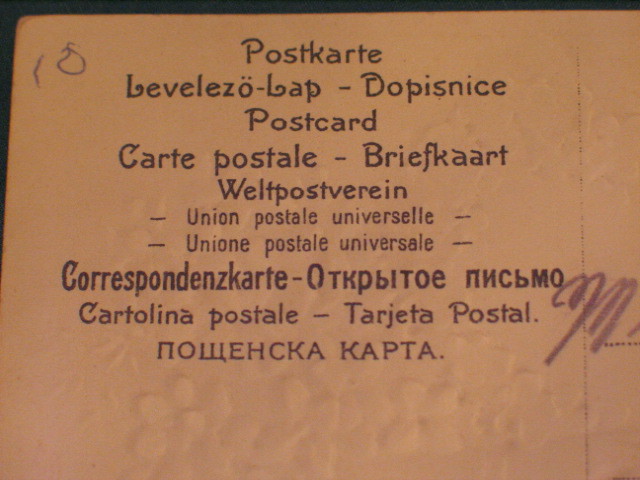 Postkarte
Levelező-Lap - Dopisnice
Postcard
Carte postale - Briefkaart
Weltpostverein
- Union postale universelle -
- Unione postale universale -
Correspondenzkarte - Открытое письмо
Cartolina postale - Tarjeta Postal.
ПОЩЕНСКА КАРТА.